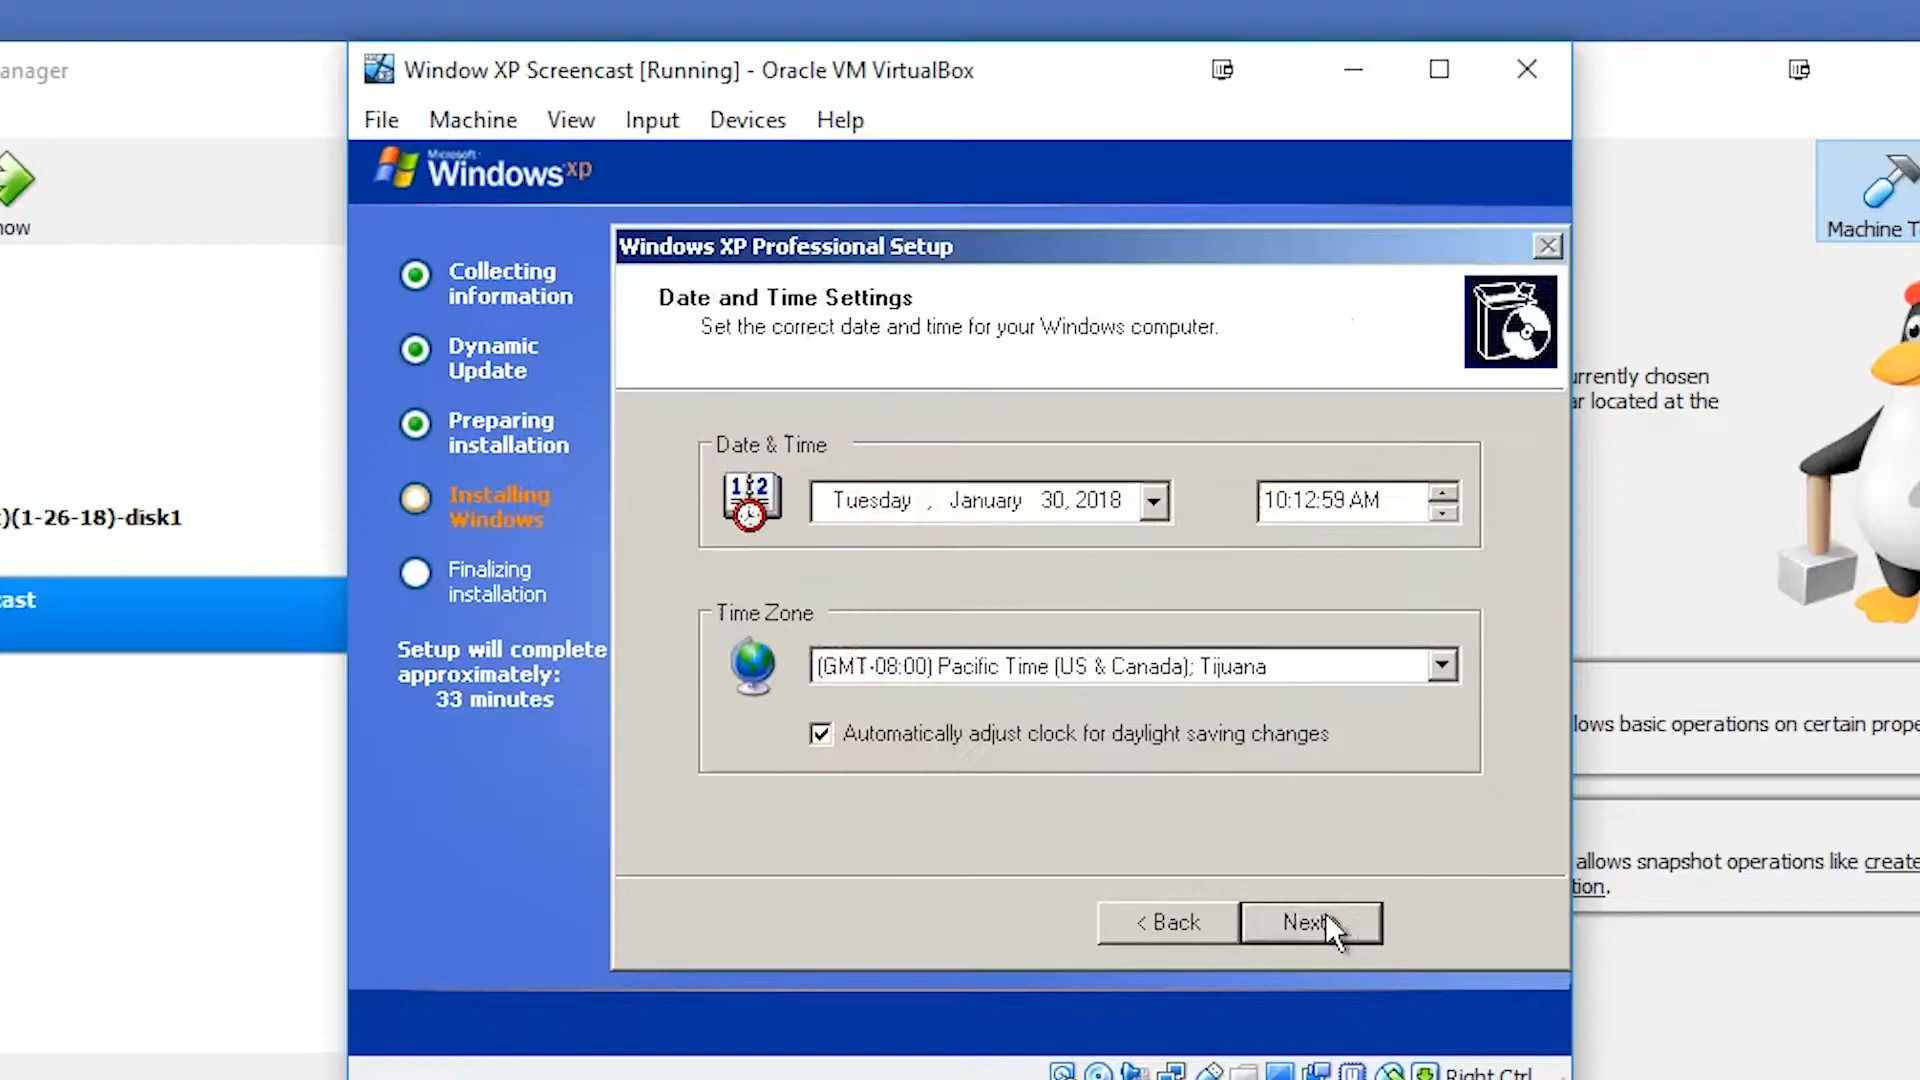 anager
Window XP Screencast [Running] - Oracle VM VirtualBox
File Machine View Input Devices Help
Microsoft
Windows xp
now
Machine T
Windows XP Professional Setup
Collecting
information
Date and Time Settings
Set the correct date and time for your Windows computer.
Dynamic
Update
Preparing
installation
Installing
Windows
Finalizing
installation
Setup will complete
approximately:
33 minutes
Date & Time
12
Tuesday , January 30, 2018
10:12:59 AM
Time Zone
(GMT-08:00) Pacific Time (US & Canada); Tijuana
Automatically adjust clock for daylight saving changes
< Back
Next
)(1-26-18)-disk1
cast
urrently chosen
ar located at the
lows basic operations on certain prope
allows snapshot operations like create
tion.
Right Ctrl